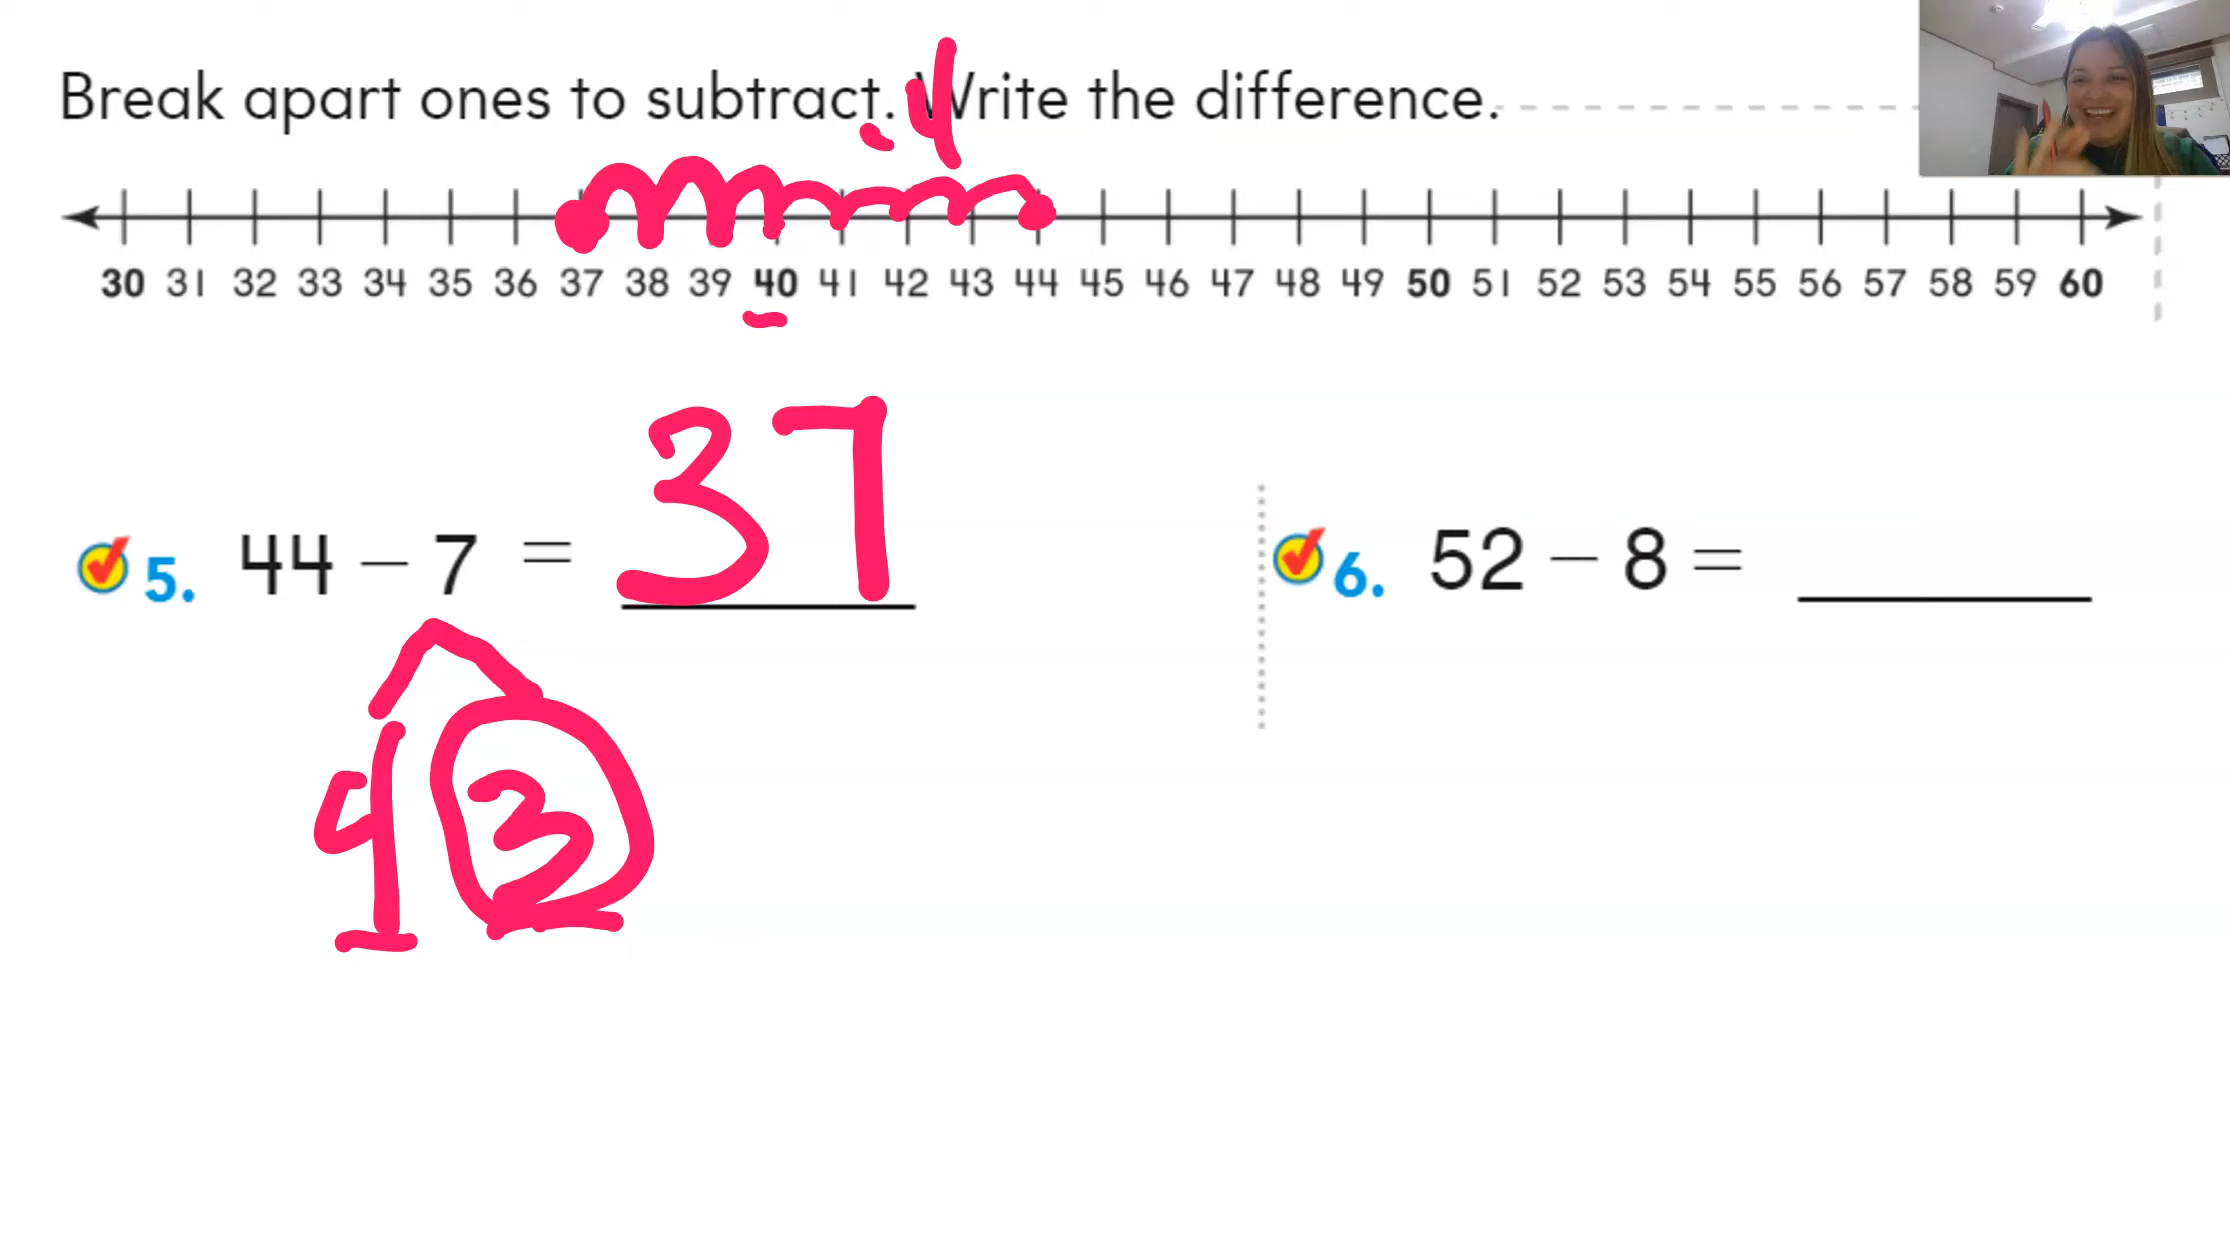 Break apart ones to subtract. Write the difference.
4
30 31 32 33 34 35 36 37 38 39 40 41 42 43 44 45 46 47 48 49 50 51 52 53 54 55 56 57 58 59 60
5. 44 – 7 = 37
6. 52 – 8 =
4 3